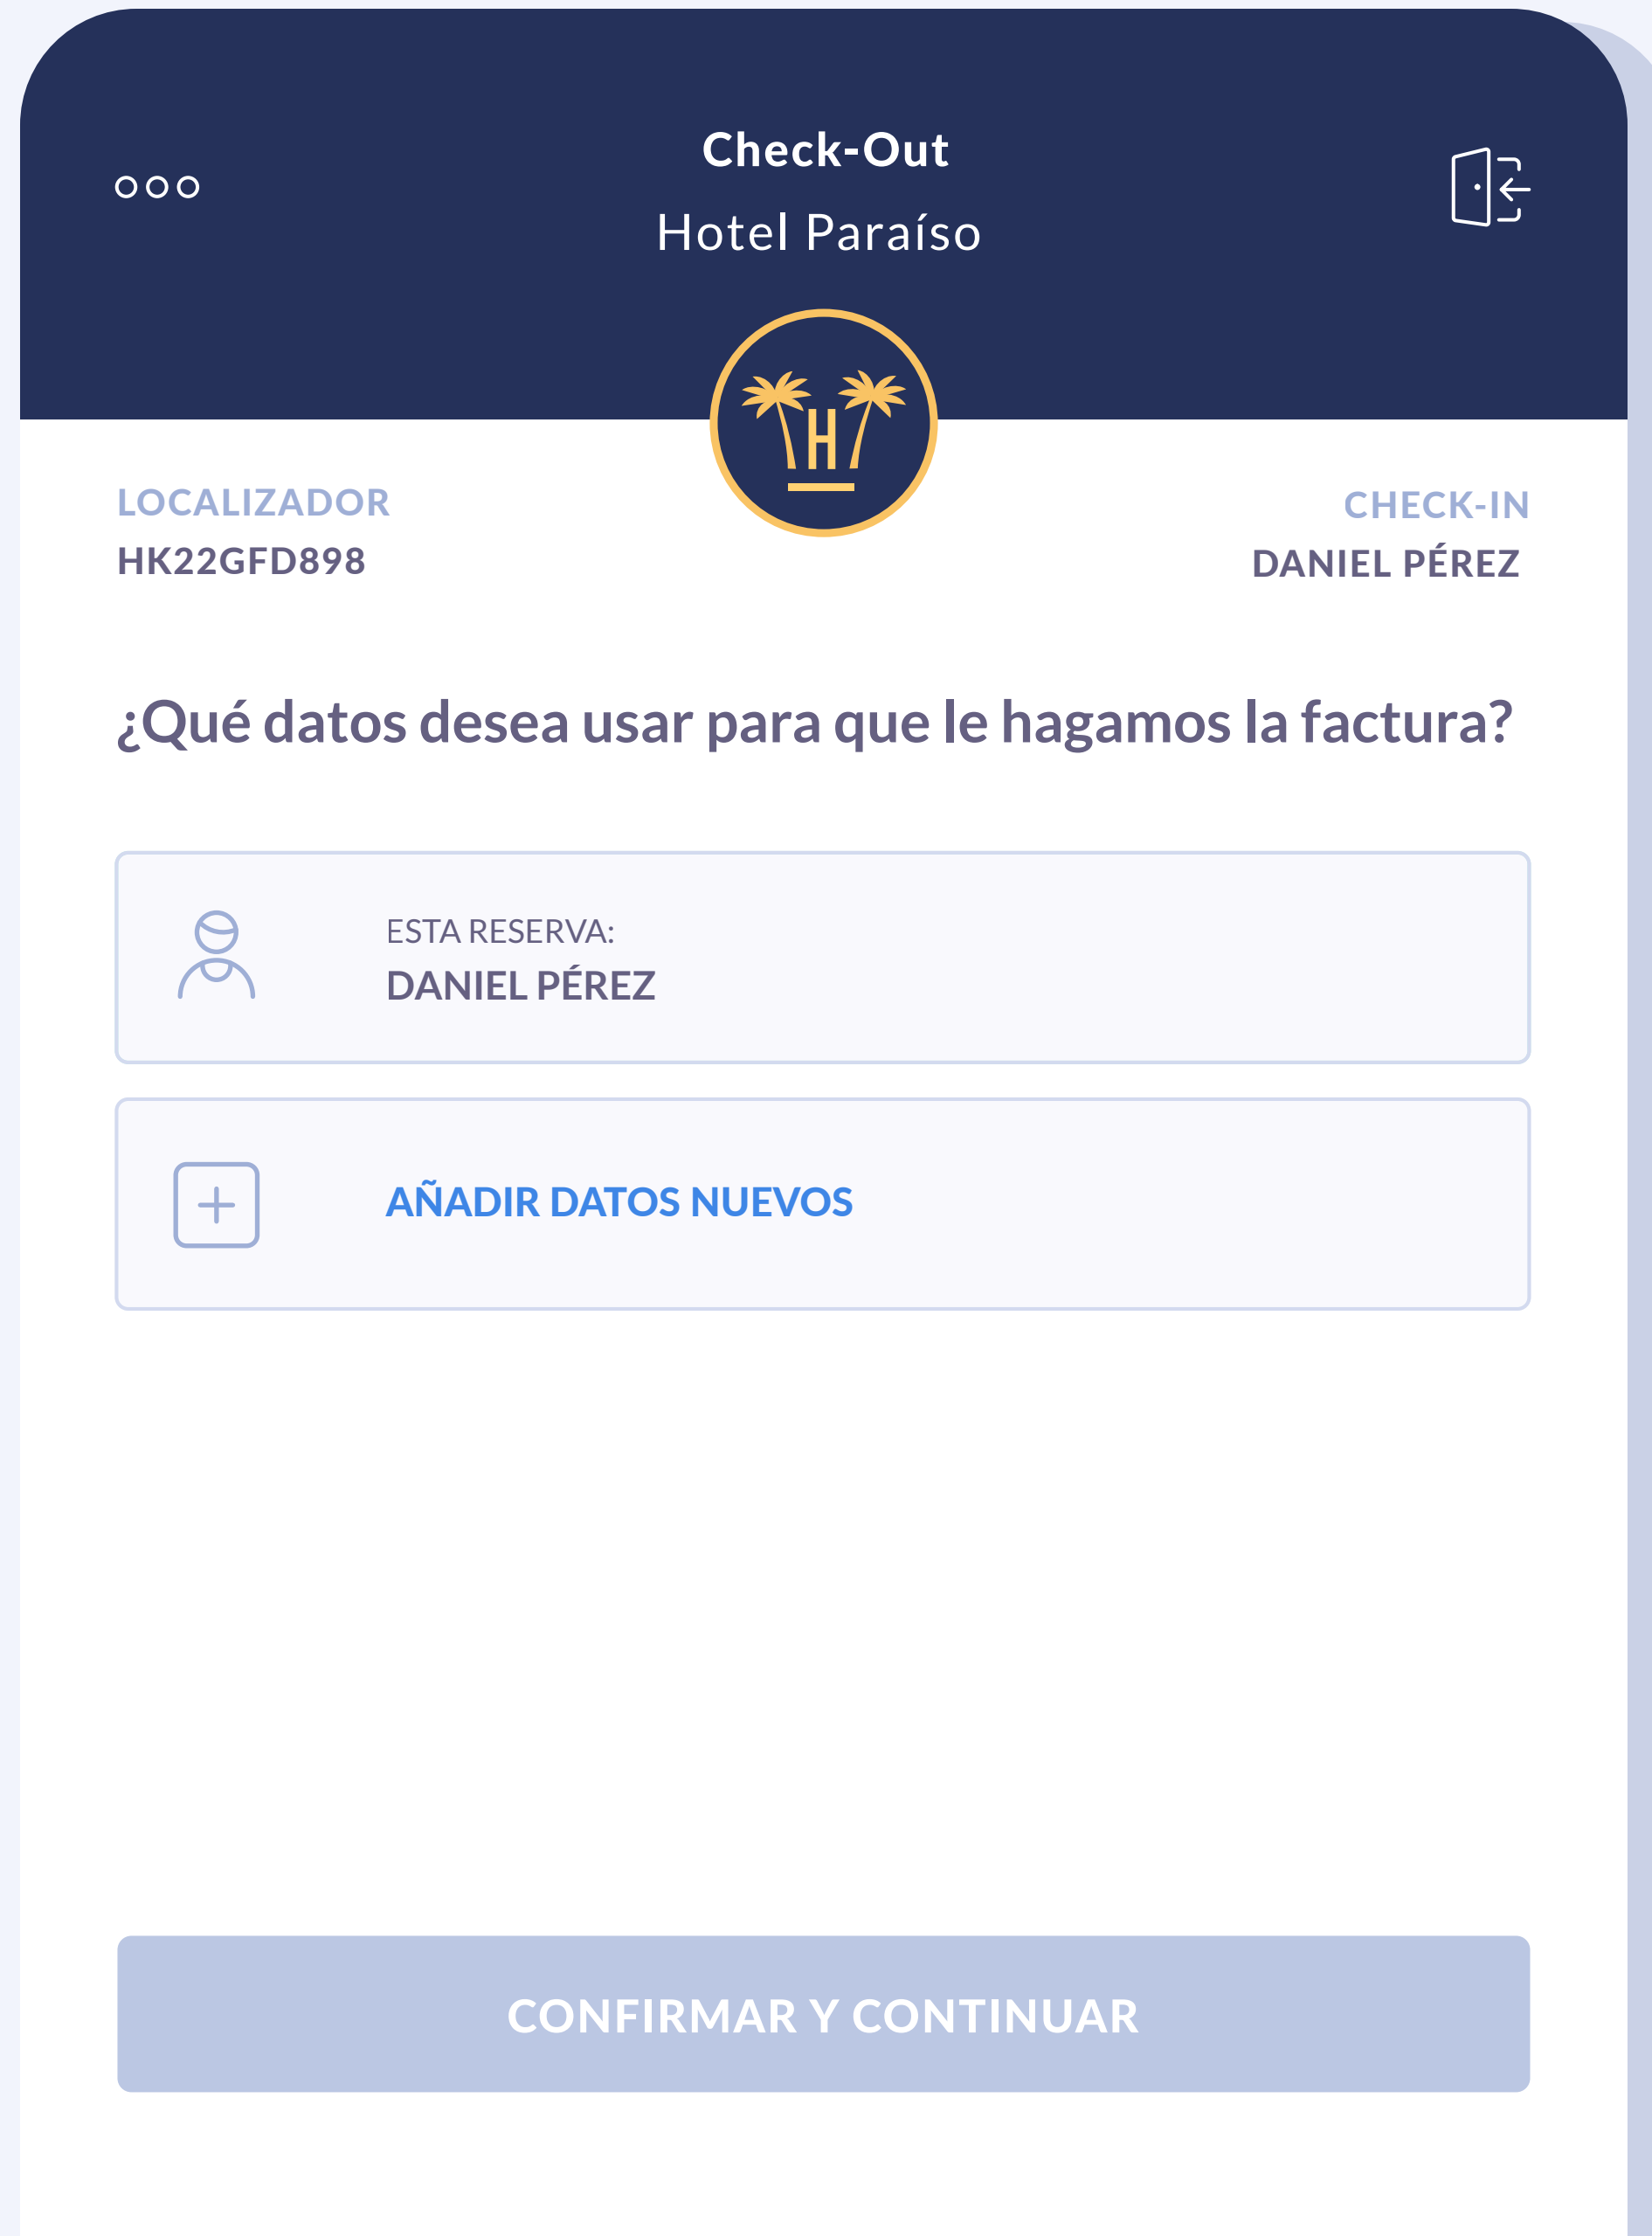 Check-Out
Hotel Paraíso
H
LOCALIZADOR
HK22GFD898
CHECK-IN
DANIEL PÉREZ
¿Qué datos desea usar para que le hagamos la factura?
ESTA RESERVA:
DANIEL PÉREZ
AÑADIR DATOS NUEVOS
CONFIRMAR Y CONTINUAR